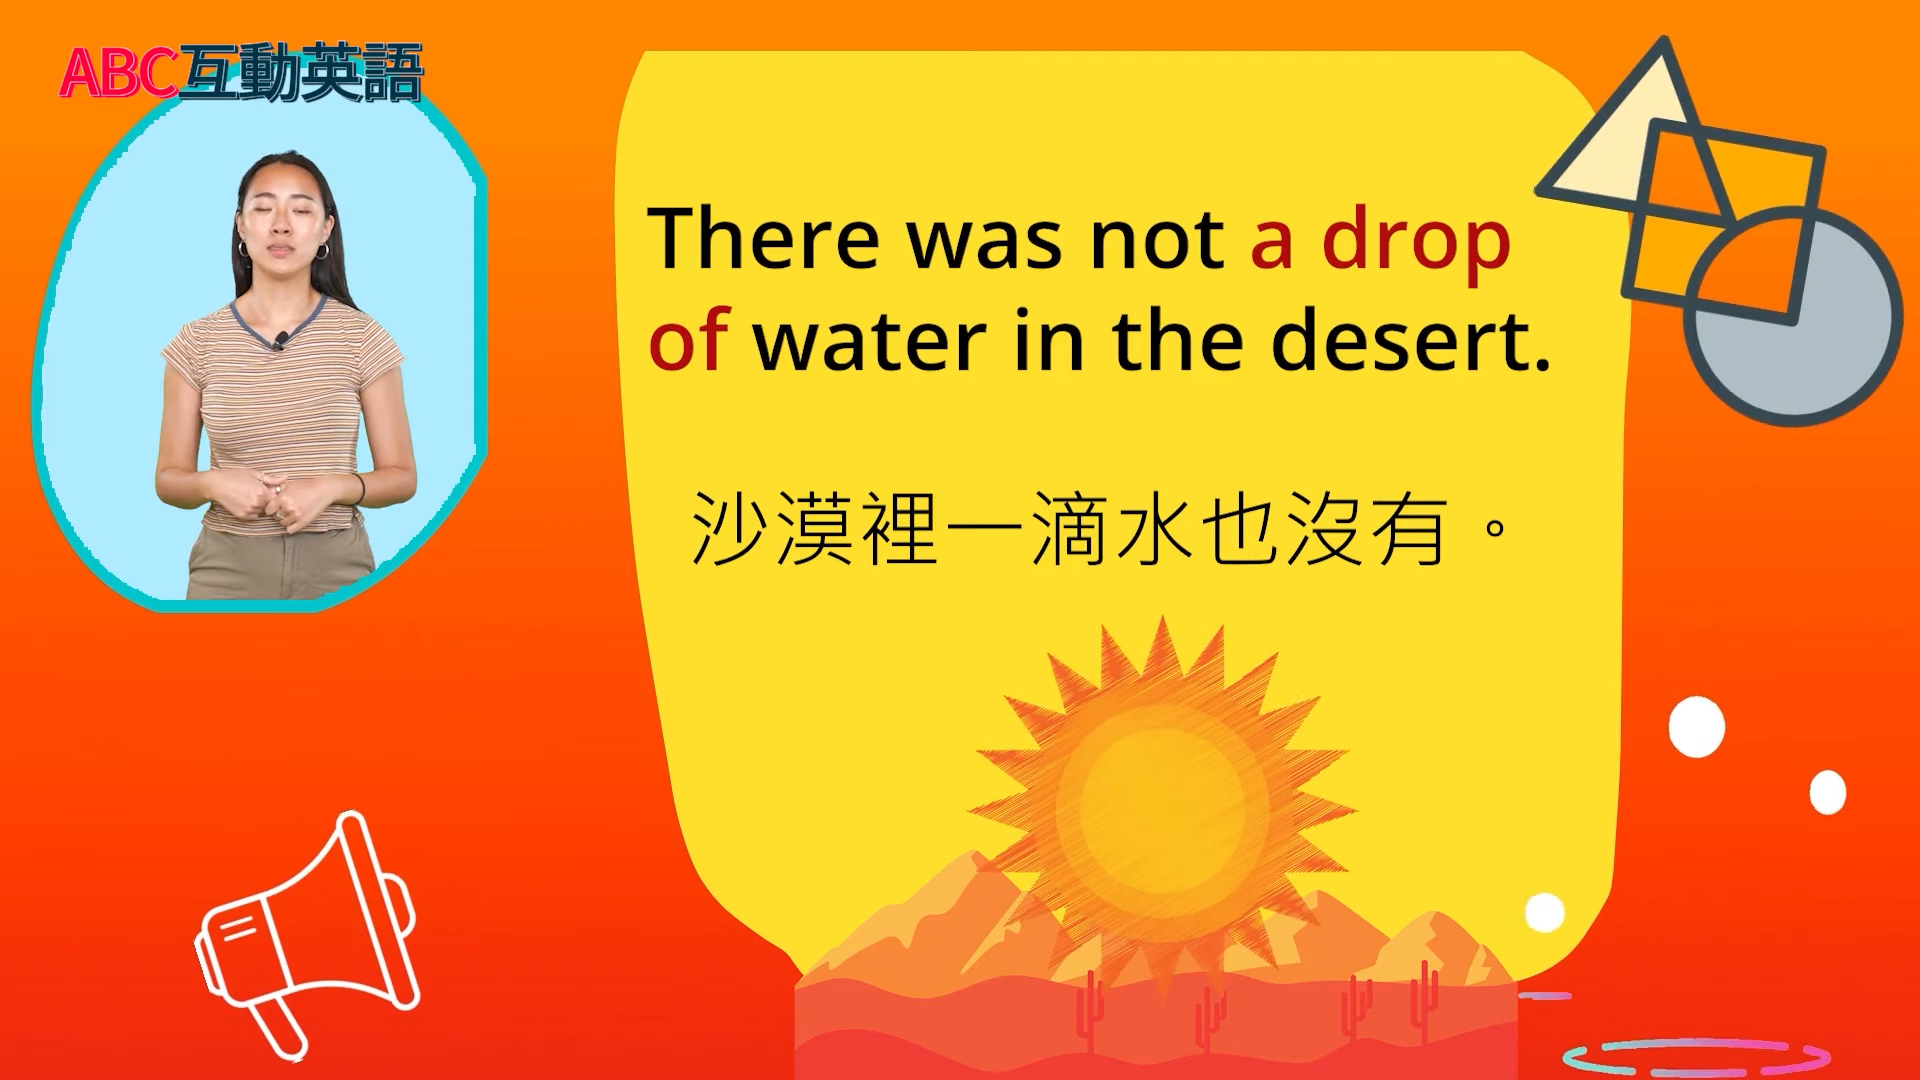 ABC互動英語
There was not a drop
of water in the desert.
沙漠裡一滴水也沒有。